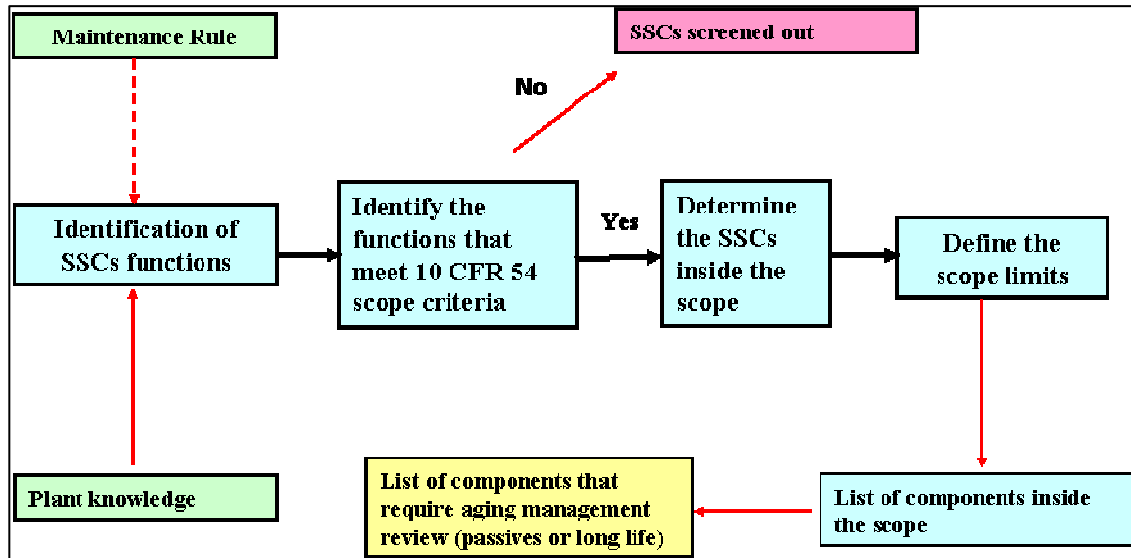 Maintenance Rule
SSCs screened out
No
Identification of
SSCs functions
Identify the
functions that
meet 10 CFR 54
scope criteria
Yes
Determine
the SSCs
inside the
scope
Define the
scope limits
Plant knowledge
List of components that
require aging management
review (passives or long life)
List of components inside
the scope